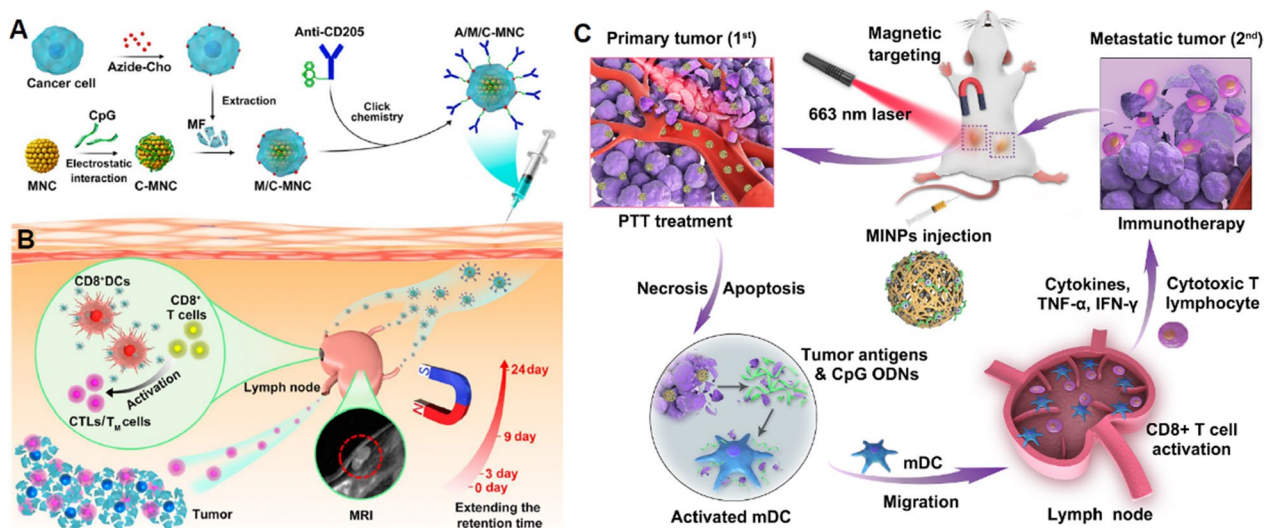 A
Cancer cell
Azide-Cho
Extraction
MF
MNC
CpG
Electrostatic
interaction
C-MNC
M/C-MNC
Anti-CD205
Click
chemistry
A/M/C-MNC
B
CD8⁺DCs
CD8⁺
T cells
Activation
CTLs/Tₘ cells
Lymph node
Tumor
MRI
S
N
24 day
9 day
3 day
0 day
Extending the
retention time
C
Primary tumor (1ˢᵗ)
Magnetic
targeting
663 nm laser
Metastatic tumor (2ⁿᵈ)
PTT treatment
MINPs injection
Immunotherapy
Necrosis
Apoptosis
Tumor antigens
& CpG ODNs
Cytokines,
TNF-α, IFN-γ
Cytotoxic T
lymphocyte
Activated mDC
mDC
Migration
CD8+ T cell
activation
Lymph node